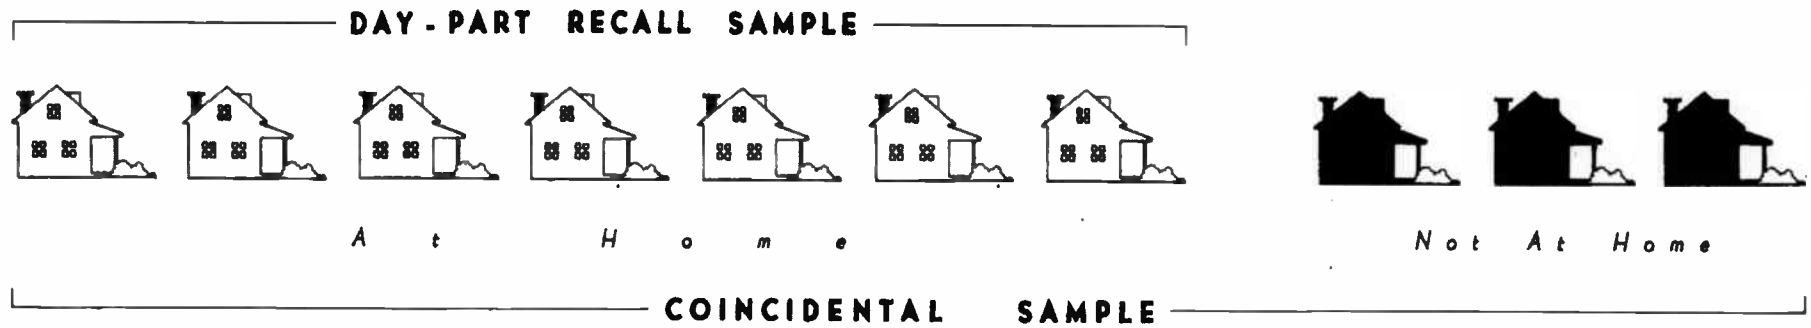 DAY-PART RECALL SAMPLE
At Home
Not At Home
COINCIDENTAL SAMPLE